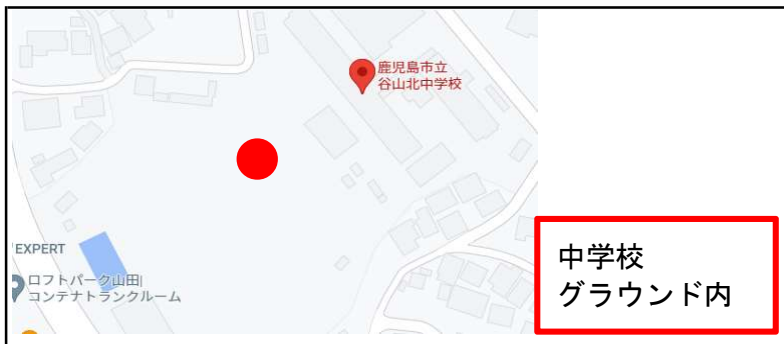 鹿児島市立
谷山北中学校
EXPERT
ロフトパーク山田|
コンテナトランクルーム
中学校
グラウンド内